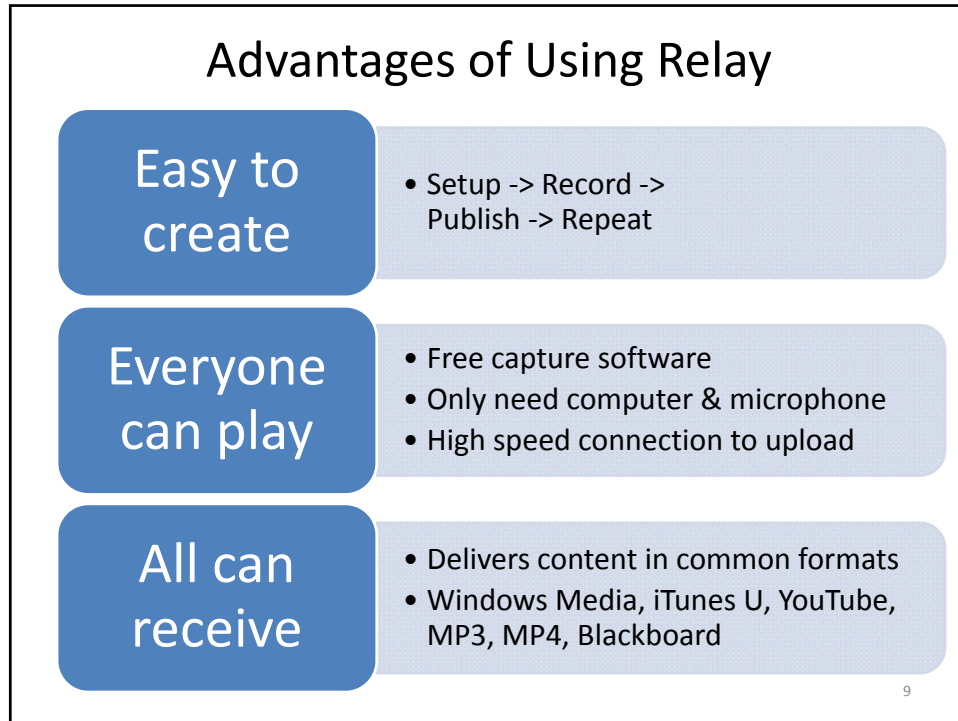 Advantages of Using Relay
Easy to
create
• Setup -> Record ->
Publish -> Repeat
Everyone
can play
• Free capture software
• Only need computer & microphone
• High speed connection to upload
All can
receive
• Delivers content in common formats
• Windows Media, iTunes U, YouTube,
MP3, MP4, Blackboard
9